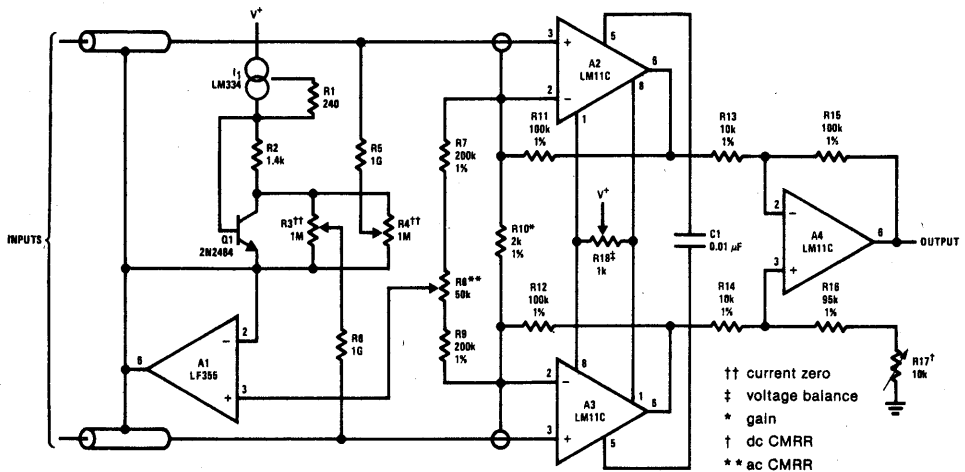 V+
I1
LM334
R1
240
R2
1.4k
R5
1G
R3††
1M
R4††
1M
Q1
2N2484
INPUTS
6
A1
LF355
2
−
3
+
R6
1G
R7
200k
1%
R8**
50k
R9
200k
1%
3
+
2
−
A2
LM11C
5
6
8
1
R11
100k
1%
R10*
2k
1%
R12
100k
1%
V+
R18‡
1k
C1
0.01 μF
2
−
3
+
A3
LM11C
8
1
6
5
R13
10k
1%
R15
100k
1%
2
−
3
+
A4
LM11C
6
OUTPUT
R14
10k
1%
R16
95k
1%
R17†
10k
†† current zero
‡ voltage balance
* gain
† dc CMRR
** ac CMRR